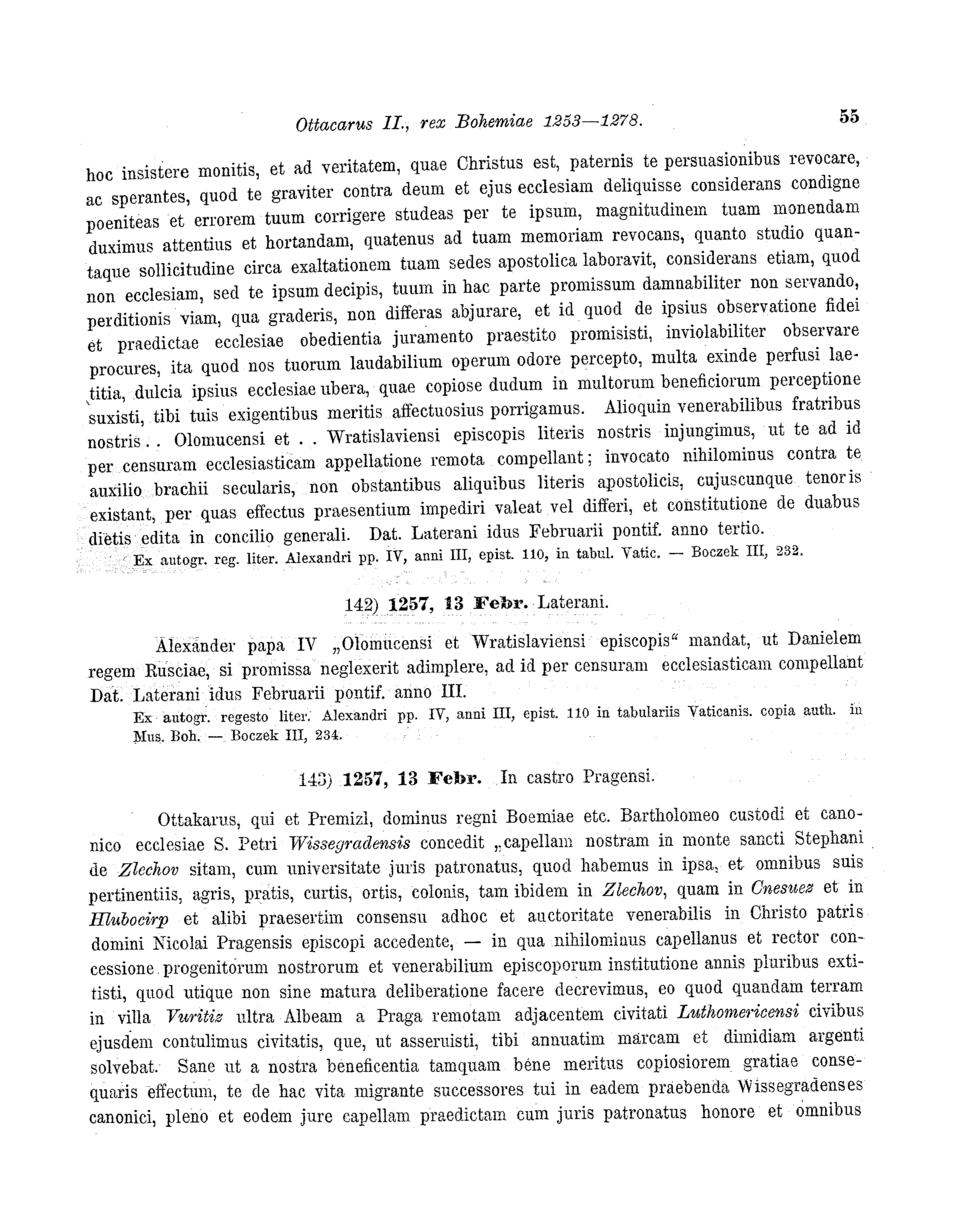 Ottacarus II., rex Bohemiae 1253—1278. 55
hoc insistere monitis, et ad veritatem, quae Christus est, paternis te persuasionibus revocare,
ac sperantes, quod te graviter contra deum et ejus ecclesiam deliquisse considerans condigne
poeniteas et errorem tuum corrigere studeas per te ipsum, magnitudinem tuam monendam
duximus attentius et hortandam, quatenus ad tuam memoriam revocans, quanto studio quan-
taque sollicitudine circa exaltationem tuam sedes apostolica laboravit, considerans etiam, quod
non ecclesiam, sed te ipsum decipis, tuum in hac parte promissum damnabiliter non servando,
perditionis viam, qua graderis, non differas abjurare, et id quod de ipsius observatione fidei
et praedictae ecclesiae obedientia juramento praestito promisisti, inviolabiliter observare
procures, ita quod nos tuorum laudabilium operum odore percepto, multa exinde perfusi lae-
titia, dulcia ipsius ecclesiae ubera, quae copiose dudum in multorum beneficiorum perceptione
suxisti, tibi tuis exigentibus meritis affectuosius porrigamus. Alioquin venerabilibus fratribus
nostris . . Olomucensi et . . Wratislaviensi episcopis literis nostris injungimus, ut te ad id
per censuram ecclesiasticam appellatione remota compellant; invocato nihilominus contra te
auxilio brachii secularis, non obstantibus aliquibus literis apostolicis, cujuscunque tenoris
existant, per quas effectus praesentium impediri valeat vel differi, et constitutione de duabus
dietis edita in concilio generali. Dat. Laterani idus Februarii pontif. anno tertio.
Ex autogr. reg. liter. Alexandri pp. IV, anni III, epist. 110, in tabul. Vatic. — Boczek III, 232.
142) 1257, 13 Febr. Laterani.
Alexander papa IV „Olomucensi et Wratislaviensi episcopis“ mandat, ut Danielem
regem Rusciae, si promissa neglexerit adimplere, ad id per censuram ecclesiasticam compellant
Dat. Laterani idus Februarii pontif. anno III.
Ex autogr. regesto liter. Alexandri pp. IV, anni III, epist. 110 in tabulariis Vaticanis. copia auth. in
Mus. Boh. — Boczek III, 234.
143) 1257, 13 Febr. In castro Pragensi.
Ottakarus, qui et Premizl, dominus regni Boemiae etc. Bartholomeo custodi et cano-
nico ecclesiae S. Petri Wissegradensis concedit „capellam nostram in monte sancti Stephani
de Zlechov sitam, cum universitate juris patronatus, quod habemus in ipsa, et omnibus suis
pertinentiis, agris, pratis, curtis, ortis, colonis, tam ibidem in Zlechov, quam in Cnesuez et in
Hlubocirp et alibi praesertim consensu adhoc et auctoritate venerabilis in Christo patris
domini Nicolai Pragensis episcopi accedente, — in qua nihilominus capellanus et rector con-
cessione progenitorum nostrorum et venerabilium episcoporum institutione annis pluribus exti-
tisti, quod utique non sine matura deliberatione facere decrevimus, eo quod quandam terram
in villa Vuritiz ultra Albeam a Praga remotam adjacentem civitati Luthomericensi civibus
ejusdem contulimus civitatis, que, ut asseruisti, tibi annuatim marcam et dimidiam argenti
solvebat. Sane ut a nostra beneficentia tamquam bene meritus copiosiorem gratiae conse-
quaris effectum, te de hac vita migrante successores tui in eadem praebenda Wissegradenses
canonici, pleno et eodem jure capellam praedictam cum juris patronatus honore et omnibus